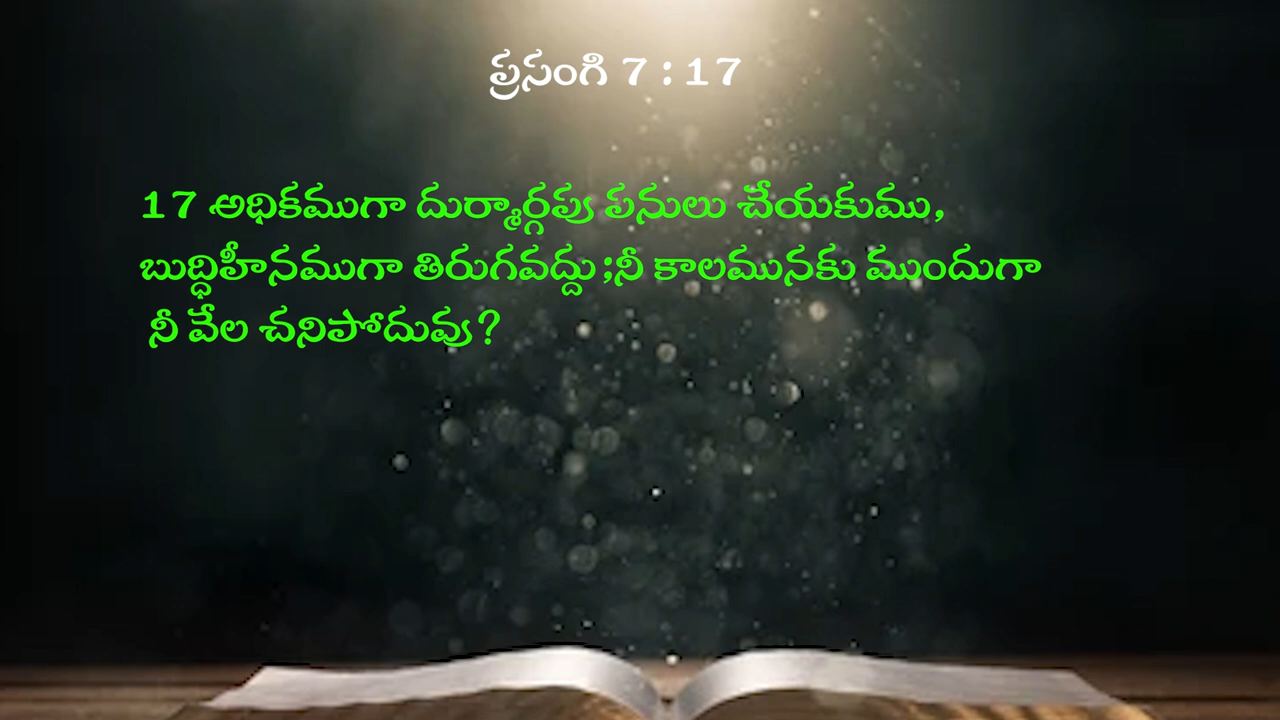 ప్రసంగి 7 : 17
17 అధికముగా దుర్మార్గపు పనులు చేయకుము,
బుద్ధిహీనముగా తిరుగవద్దు;నీ కాలమునకు ముందుగా
నీ వేల చనిపోదువు?